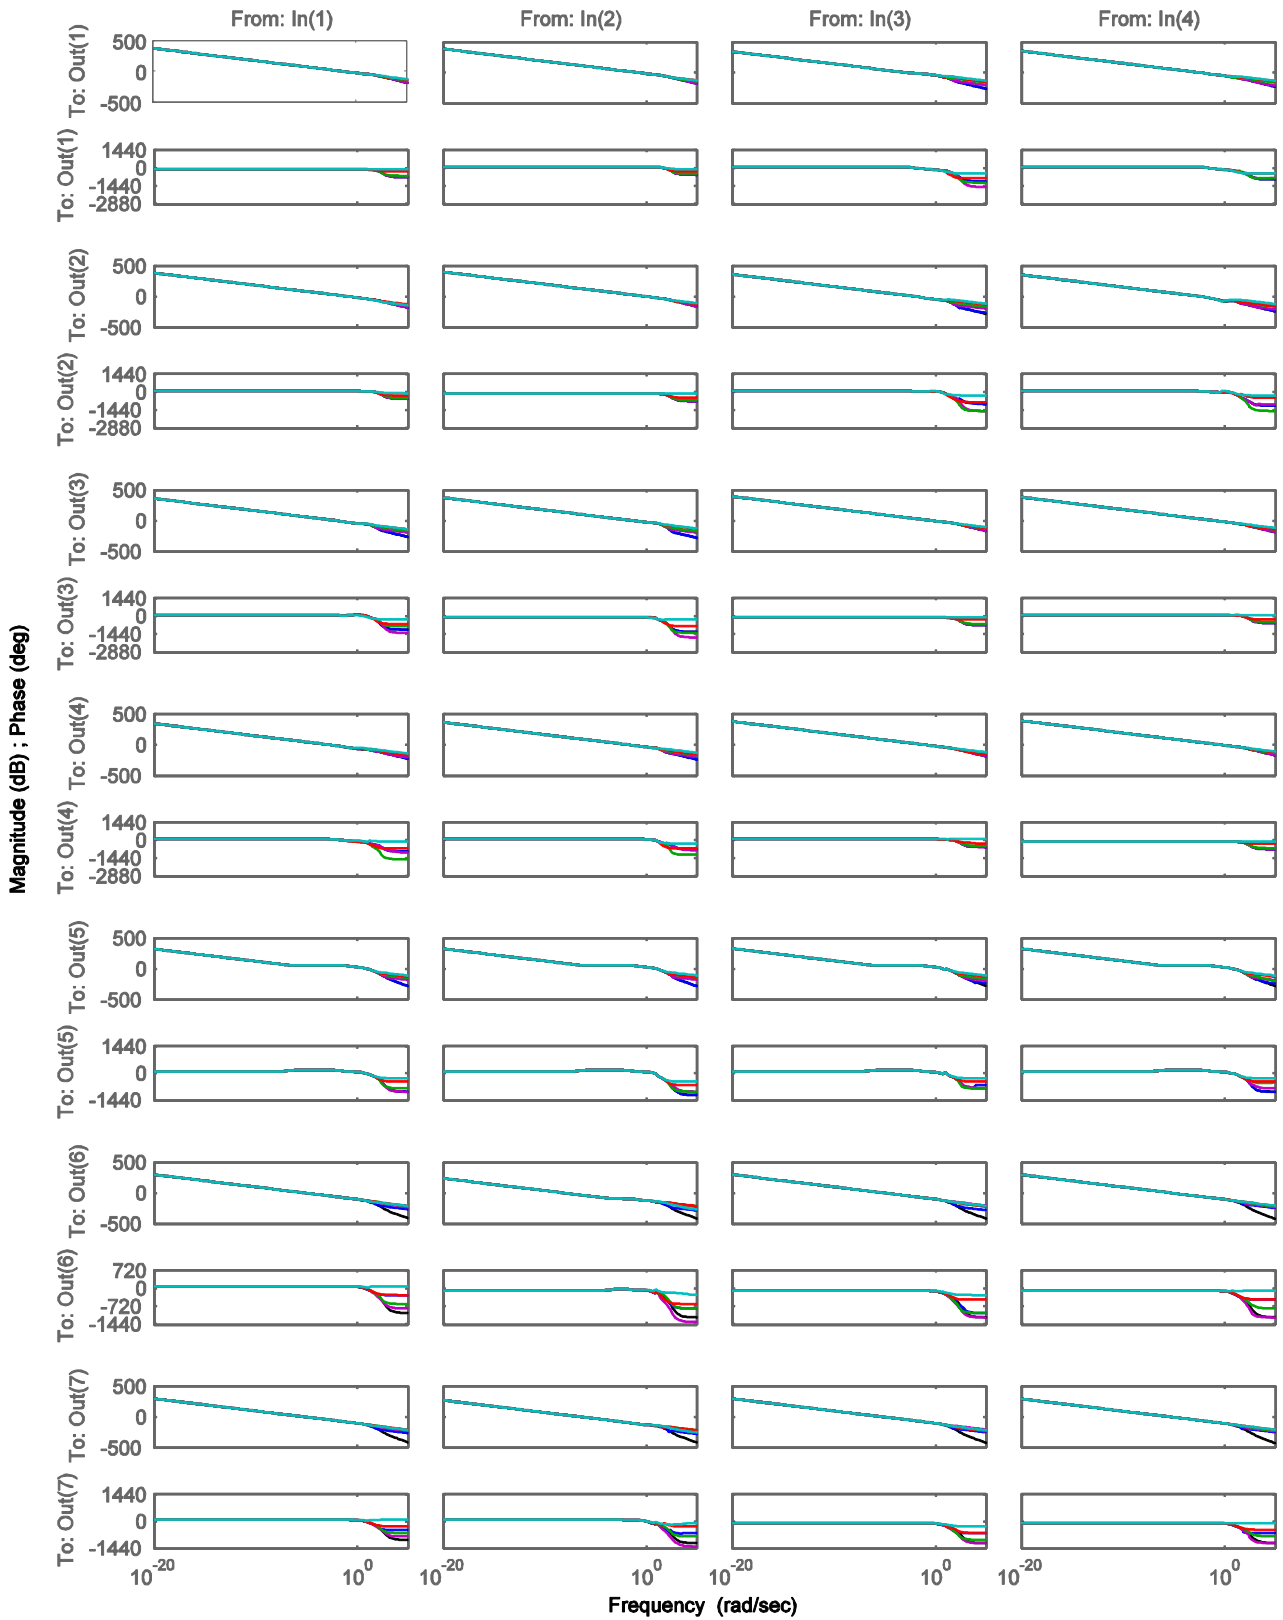 From: In(1) From: In(2) From: In(3) From: In(4)
To: Out(1)
500
0
-500
To: Out(1)
1440
0
-1440
-2880
To: Out(2)
500
0
-500
To: Out(2)
1440
0
-1440
-2880
To: Out(3)
500
0
-500
To: Out(3)
1440
0
-1440
-2880
Magnitude (dB) ; Phase (deg)
To: Out(4)
500
0
-500
To: Out(4)
1440
0
-1440
-2880
To: Out(5)
500
0
-500
To: Out(5)
1440
0
-1440
To: Out(6)
500
0
-500
To: Out(6)
720
0
-720
-1440
To: Out(7)
500
0
-500
To: Out(7)
1440
0
-1440
10^-20 10^0 10^-20 10^0 10^-20 10^0 10^-20 10^0
Frequency (rad/sec)